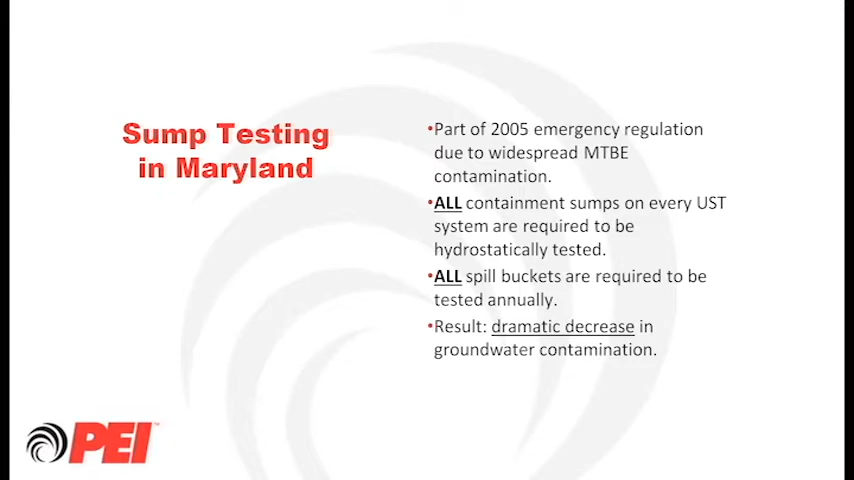 Sump Testing
in Maryland
•Part of 2005 emergency regulation
due to widespread MTBE
contamination.
•ALL containment sumps on every UST
system are required to be
hydrostatically tested.
•ALL spill buckets are required to be
tested annually.
•Result: dramatic decrease in
groundwater contamination.
PEI™